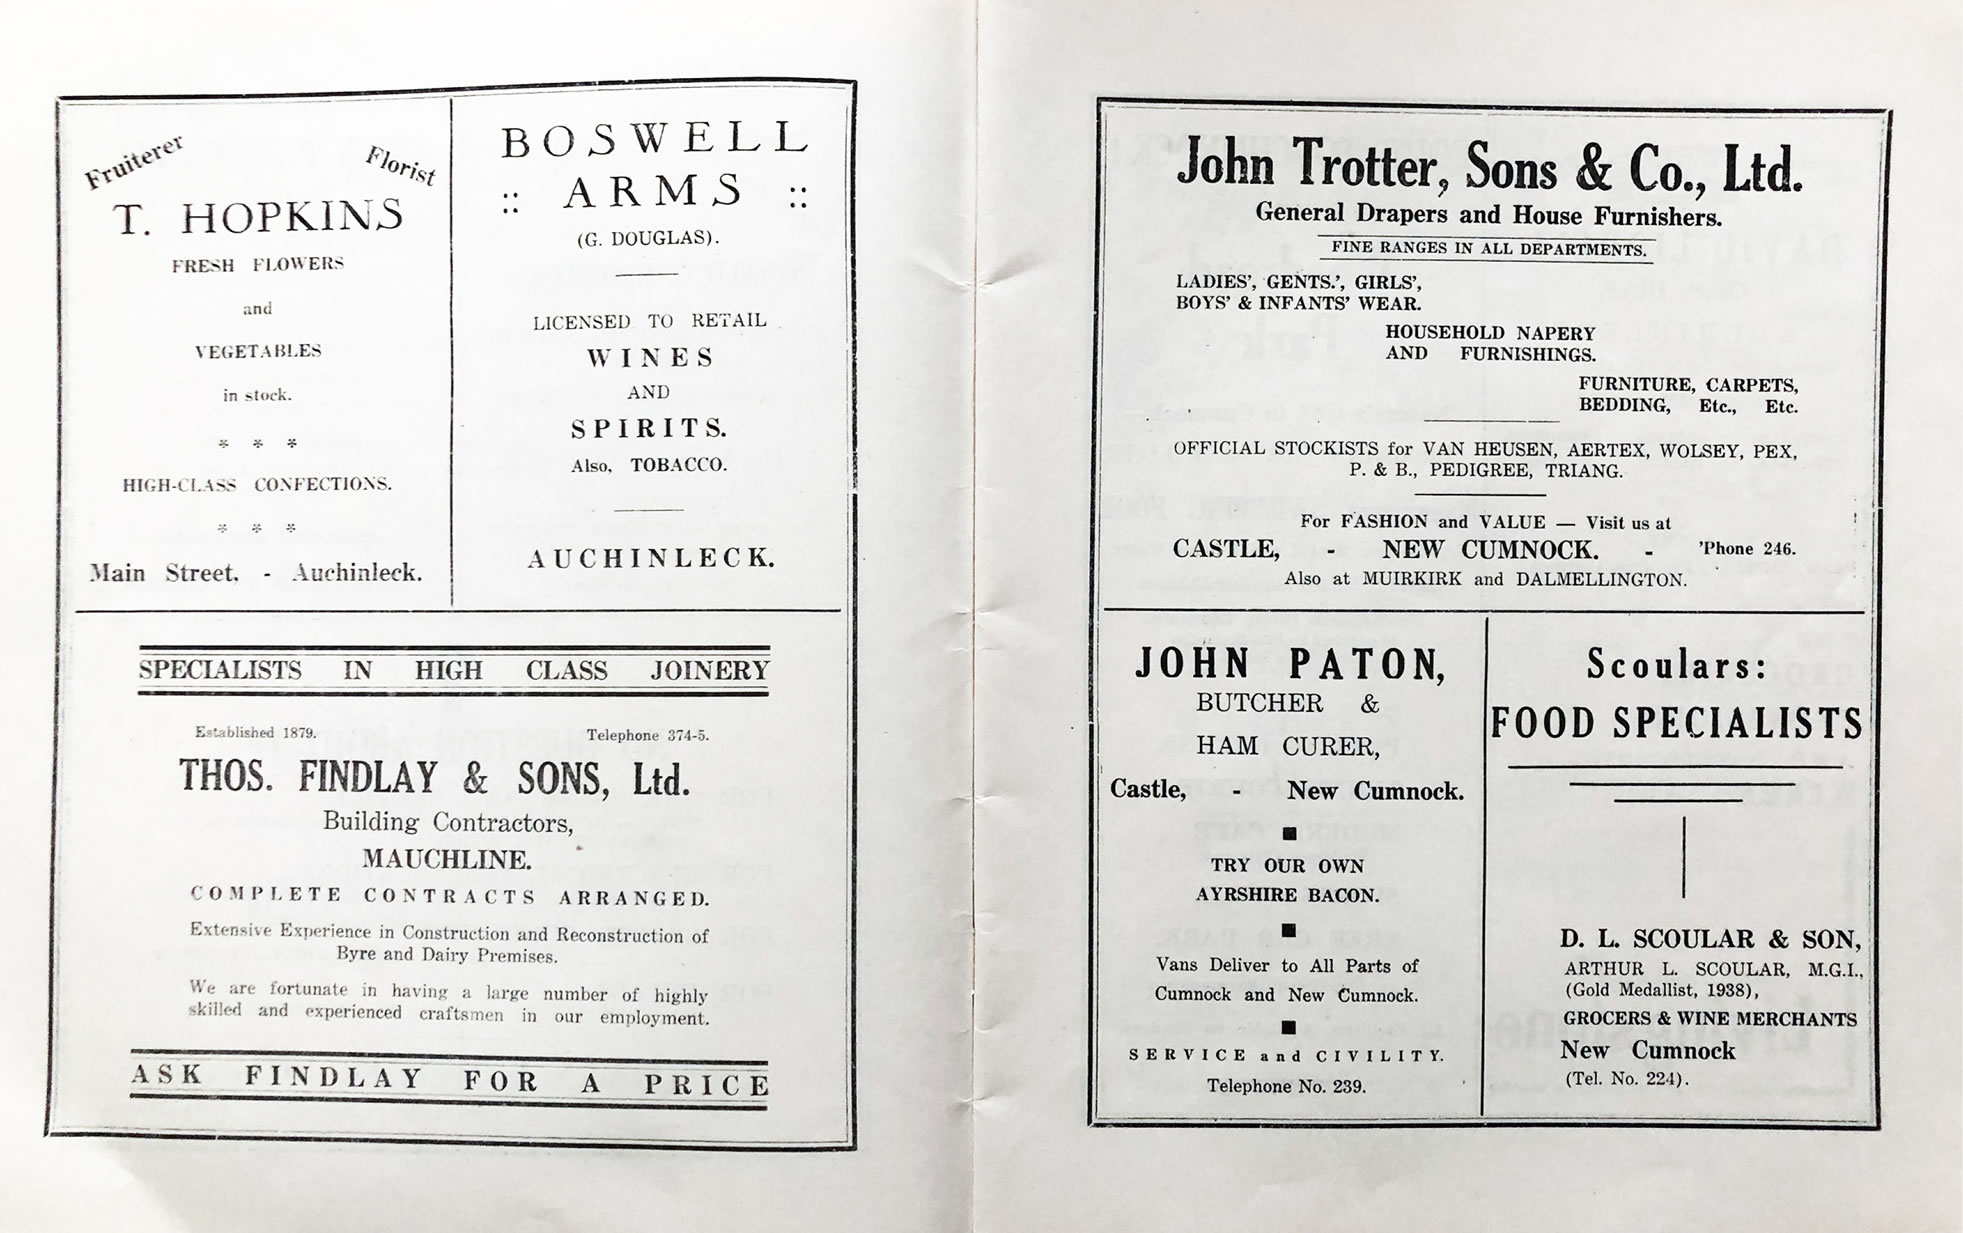 Fruiterer Florist
T. HOPKINS
FRESH FLOWERS
and
VEGETABLES
in stock.
* * *
HIGH-CLASS CONFECTIONS.
* * *
Main Street. - Auchinleck.
BOSWELL
:: ARMS ::
(G. DOUGLAS).
LICENSED TO RETAIL
WINES
AND
SPIRITS.
Also, TOBACCO.
AUCHINLECK.
SPECIALISTS IN HIGH CLASS JOINERY
Established 1879. Telephone 374-5.
THOS. FINDLAY & SONS, Ltd.
Building Contractors,
MAUCHLINE.
COMPLETE CONTRACTS ARRANGED.
Extensive Experience in Construction and Reconstruction of
Byre and Dairy Premises.
We are fortunate in having a large number of highly
skilled and experienced craftsmen in our employment.
ASK FINDLAY FOR A PRICE
John Trotter, Sons & Co., Ltd.
General Drapers and House Furnishers.
FINE RANGES IN ALL DEPARTMENTS.
LADIES', GENTS.', GIRLS',
BOYS' & INFANTS' WEAR.
HOUSEHOLD NAPERY
AND FURNISHINGS.
FURNITURE, CARPETS,
BEDDING, Etc., Etc.
OFFICIAL STOCKISTS for VAN HEUSEN, AERTEX, WOLSEY, PEX,
P. & B., PEDIGREE, TRIANG.
For FASHION and VALUE — Visit us at
CASTLE, - NEW CUMNOCK. - 'Phone 246.
Also at MUIRKIRK and DALMELLINGTON.
JOHN PATON,
BUTCHER &
HAM CURER,
Castle, - New Cumnock.
TRY OUR OWN
AYRSHIRE BACON.
Vans Deliver to All Parts of
Cumnock and New Cumnock.
SERVICE and CIVILITY.
Telephone No. 239.
Scoulars:
FOOD SPECIALISTS
D. L. SCOULAR & SON,
ARTHUR L. SCOULAR, M.G.I.,
(Gold Medallist, 1938),
GROCERS & WINE MERCHANTS
New Cumnock
(Tel. No. 224).